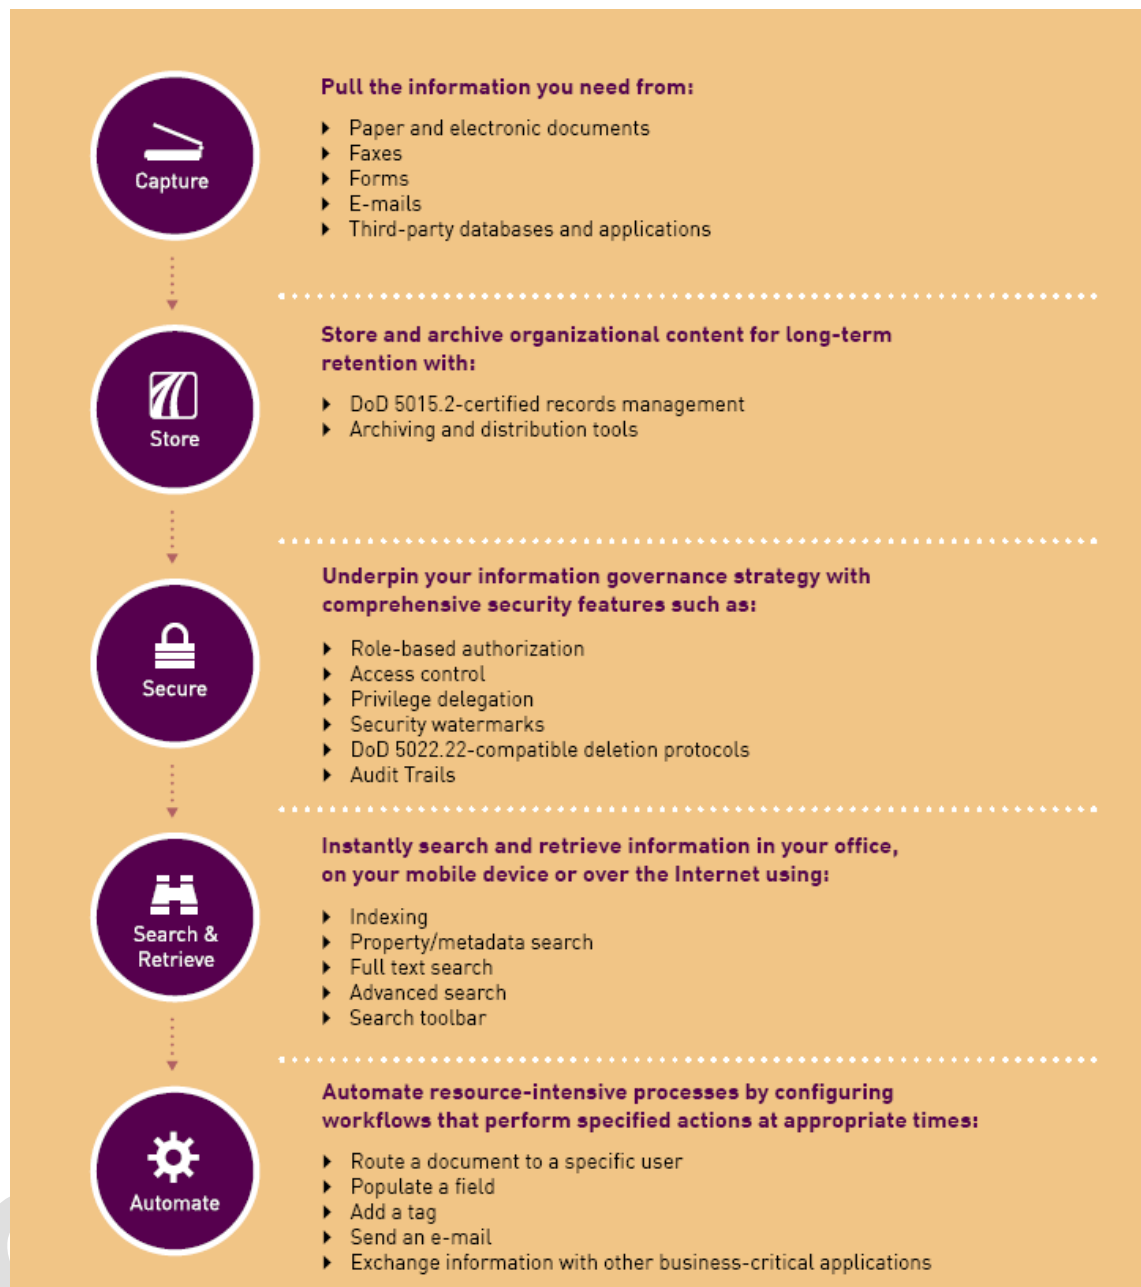 Capture
Pull the information you need from:
Paper and electronic documents
Faxes
Forms
E-mails
Third-party databases and applications
Store
Store and archive organizational content for long-term
retention with:
DoD 5015.2-certified records management
Archiving and distribution tools
Secure
Underpin your information governance strategy with
comprehensive security features such as:
Role-based authorization
Access control
Privilege delegation
Security watermarks
DoD 5022.22-compatible deletion protocols
Audit Trails
Search &
Retrieve
Instantly search and retrieve information in your office,
on your mobile device or over the Internet using:
Indexing
Property/metadata search
Full text search
Advanced search
Search toolbar
Automate
Automate resource-intensive processes by configuring
workflows that perform specified actions at appropriate times:
Route a document to a specific user
Populate a field
Add a tag
Send an e-mail
Exchange information with other business-critical applications